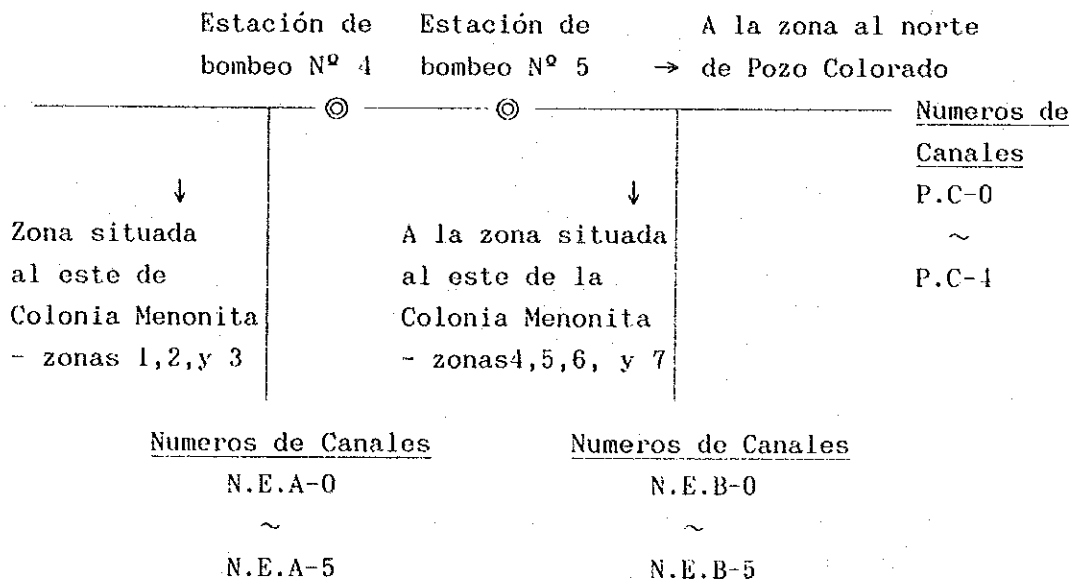 Estación de
bombeo Nº 4
Estación de
bombeo Nº 5
A la zona al norte
→ de Pozo Colorado
Numeros de
Canales
P.C-0
~
P.C-4
↓
Zona situada
al este de
Colonia Menonita
- zonas 1,2,y 3
↓
A la zona situada
al este de la
Colonia Menonita
- zonas4,5,6, y 7
Numeros de Canales
N.E.A-0
~
N.E.A-5
Numeros de Canales
N.E.B-0
~
N.E.B-5